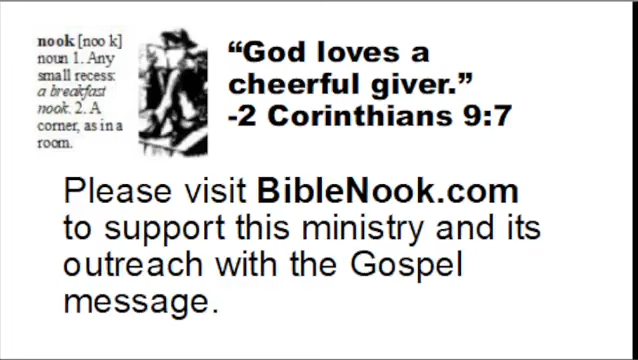 nook [noo k]
noun 1. Any
small recess:
a breakfast
nook. 2. A
corner, as in a
room.
“God loves a
cheerful giver.”
-2 Corinthians 9:7
Please visit BibleNook.com
to support this ministry and its
outreach with the Gospel
message.